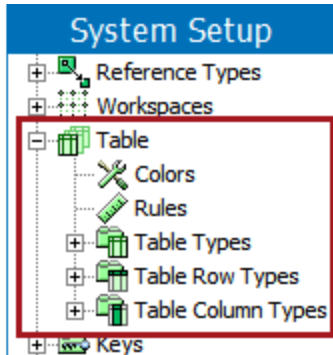 System Setup
Reference Types
Workspaces
Table
Colors
Rules
Table Types
Table Row Types
Table Column Types
Keys